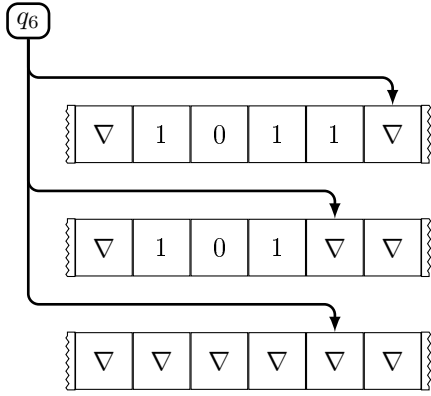 q₆
∇ 1 0 1 1 ∇
∇ 1 0 1 ∇ ∇
∇ ∇ ∇ ∇ ∇ ∇